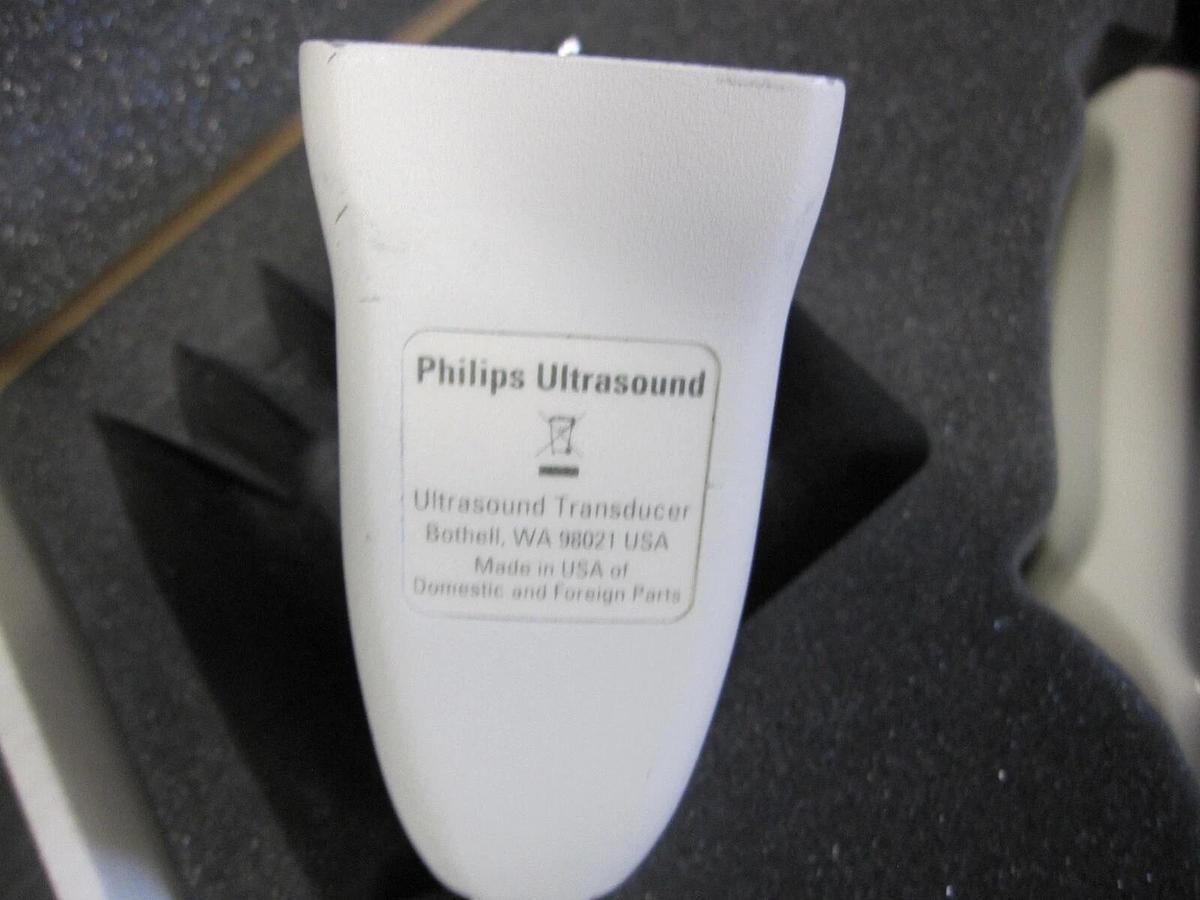 Philips Ultrasound
Ultrasound Transducer
Bothell, WA 98021 USA
Made in USA of
Domestic and Foreign Parts